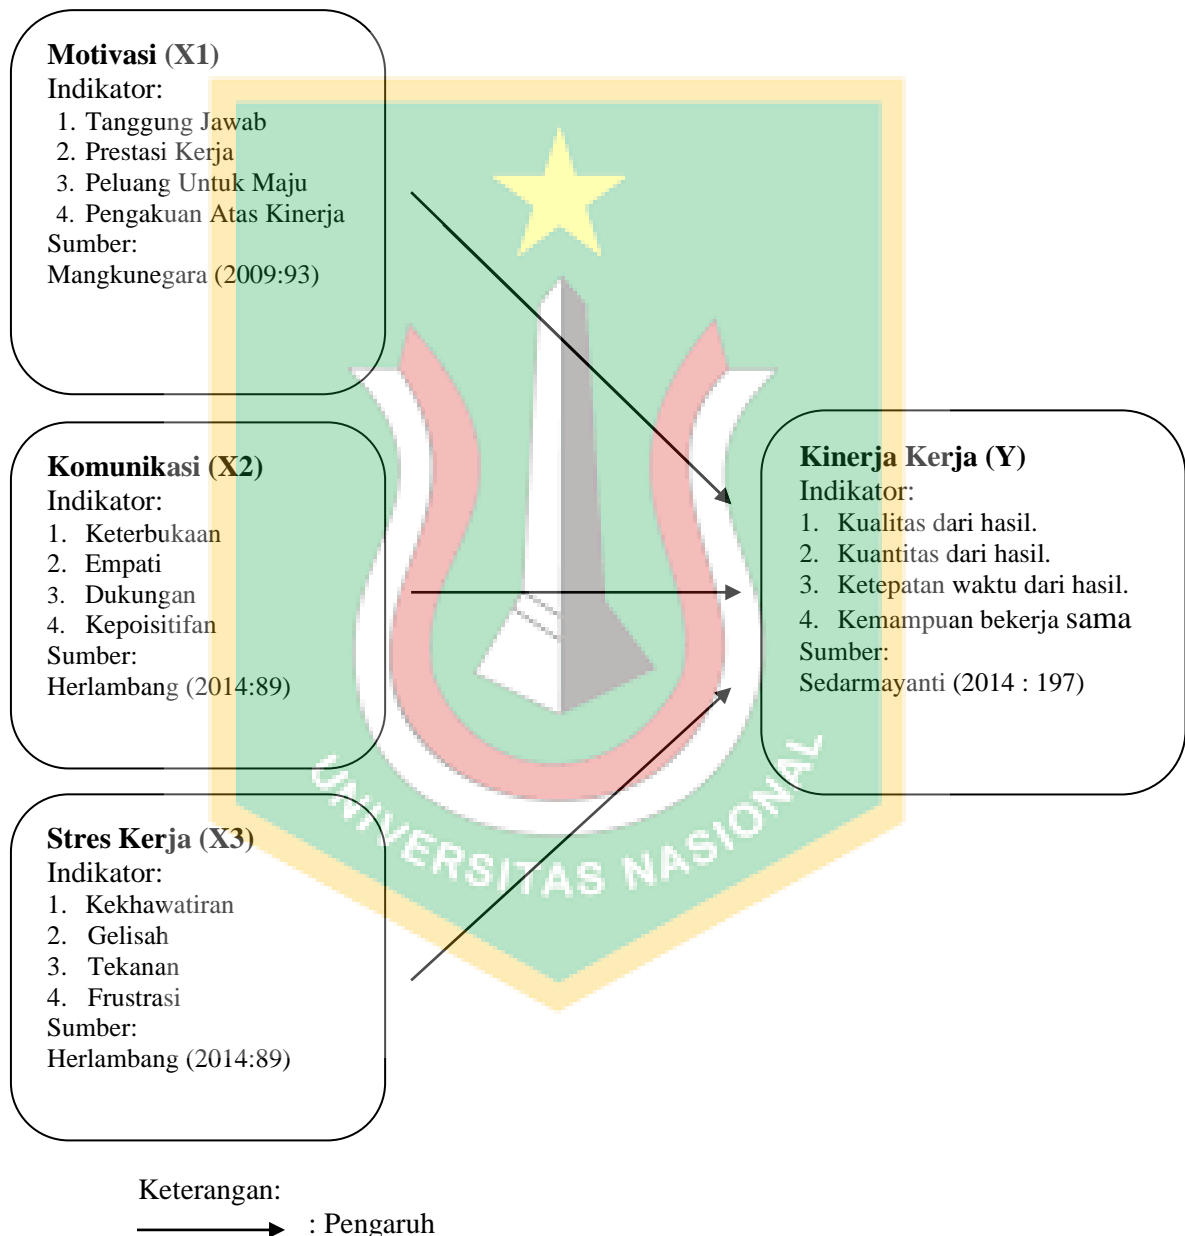 Motivasi (X1)
Indikator:
1. Tanggung Jawab
2. Prestasi Kerja
3. Peluang Untuk Maju
4. Pengakuan Atas Kinerja
Sumber:
Mangkunegara (2009:93)
Komunikasi (X2)
Indikator:
1. Keterbukaan
2. Empati
3. Dukungan
4. Kepoisitifan
Sumber:
Herlambang (2014:89)
Stres Kerja (X3)
Indikator:
1. Kekhawatiran
2. Gelisah
3. Tekanan
4. Frustrasi
Sumber:
Herlambang (2014:89)
Kinerja Kerja (Y)
Indikator:
1. Kualitas dari hasil.
2. Kuantitas dari hasil.
3. Ketepatan waktu dari hasil.
4. Kemampuan bekerja sama
Sumber:
Sedarmayanti (2014 : 197)
UNIVERSITAS NASIONAL
Keterangan:
: Pengaruh